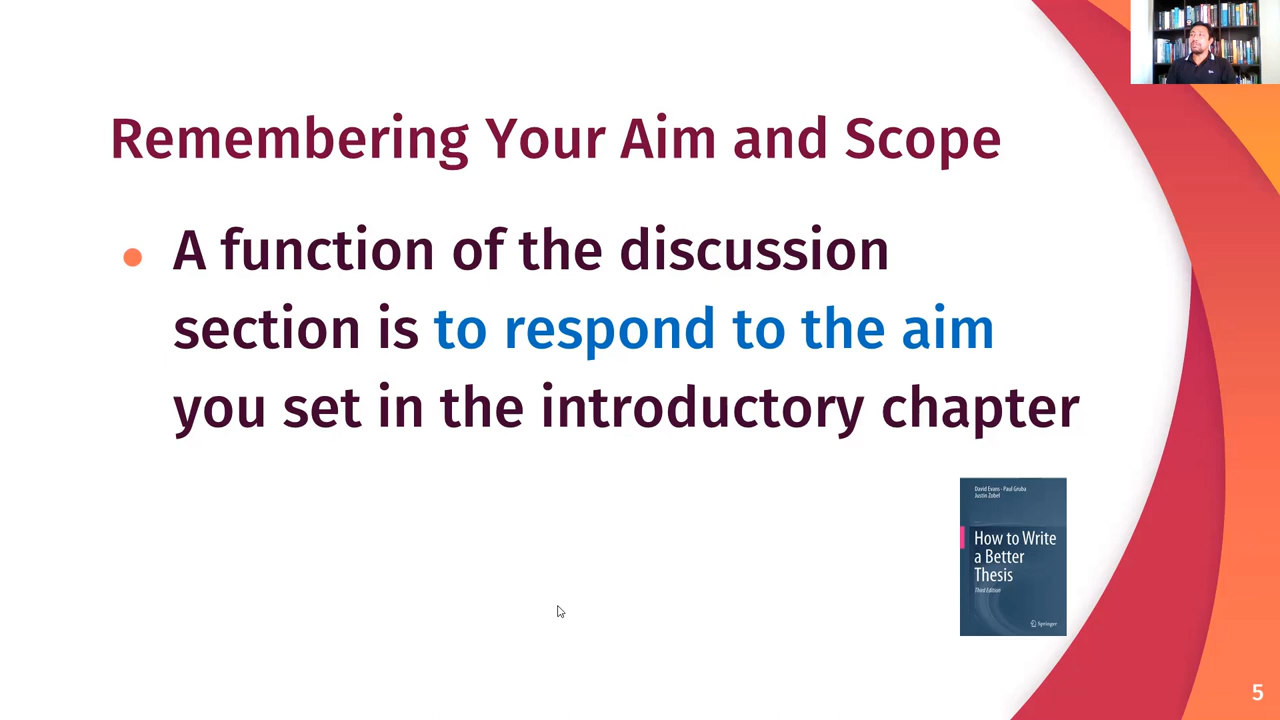 Remembering Your Aim and Scope
A function of the discussion
section is to respond to the aim
you set in the introductory chapter
David Evans · Paul Gruba
Justin Zobel
How to Write
a Better
Thesis
Third Edition
Springer
5